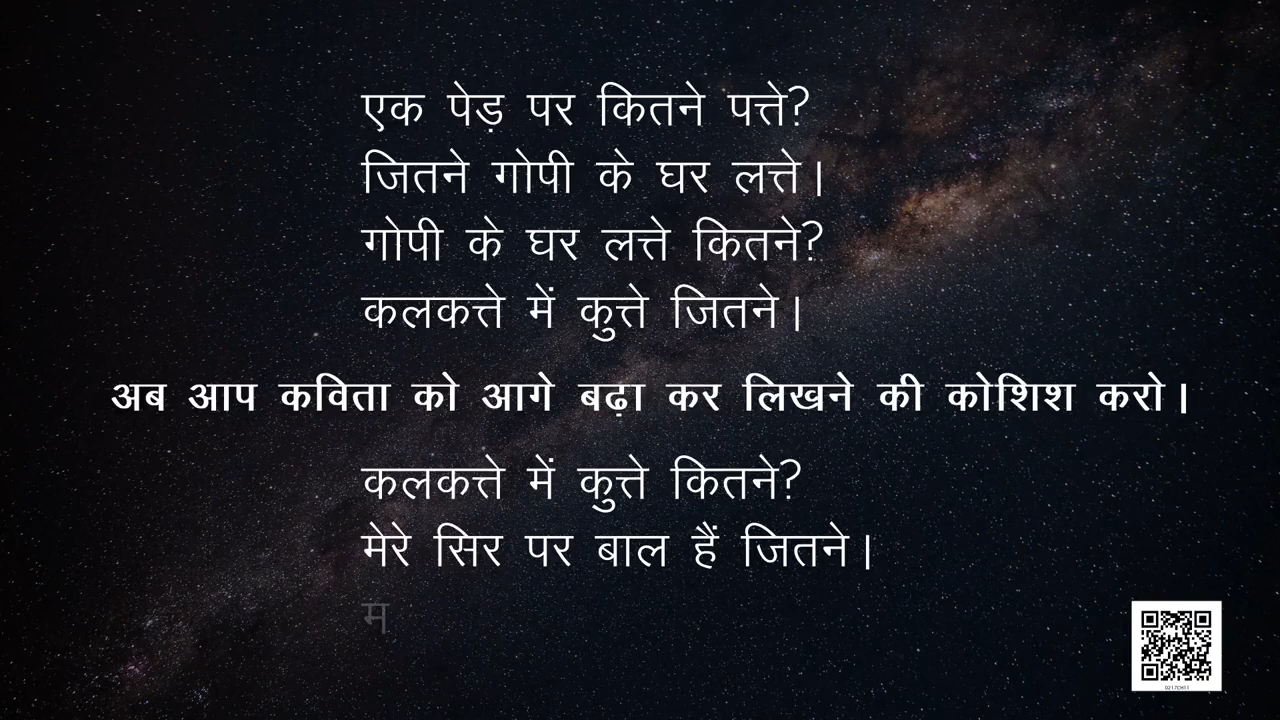 एक पेड़ पर कितने पत्ते?
जितने गोपी के घर लत्ते।
गोपी के घर लत्ते कितने?
कलकत्ते में कुत्ते जितने।
अब आप कविता को आगे बढ़ा कर लिखने की कोशिश करो।
कलकत्ते में कुत्ते कितने?
मेरे सिर पर बाल हैं जितने।
म